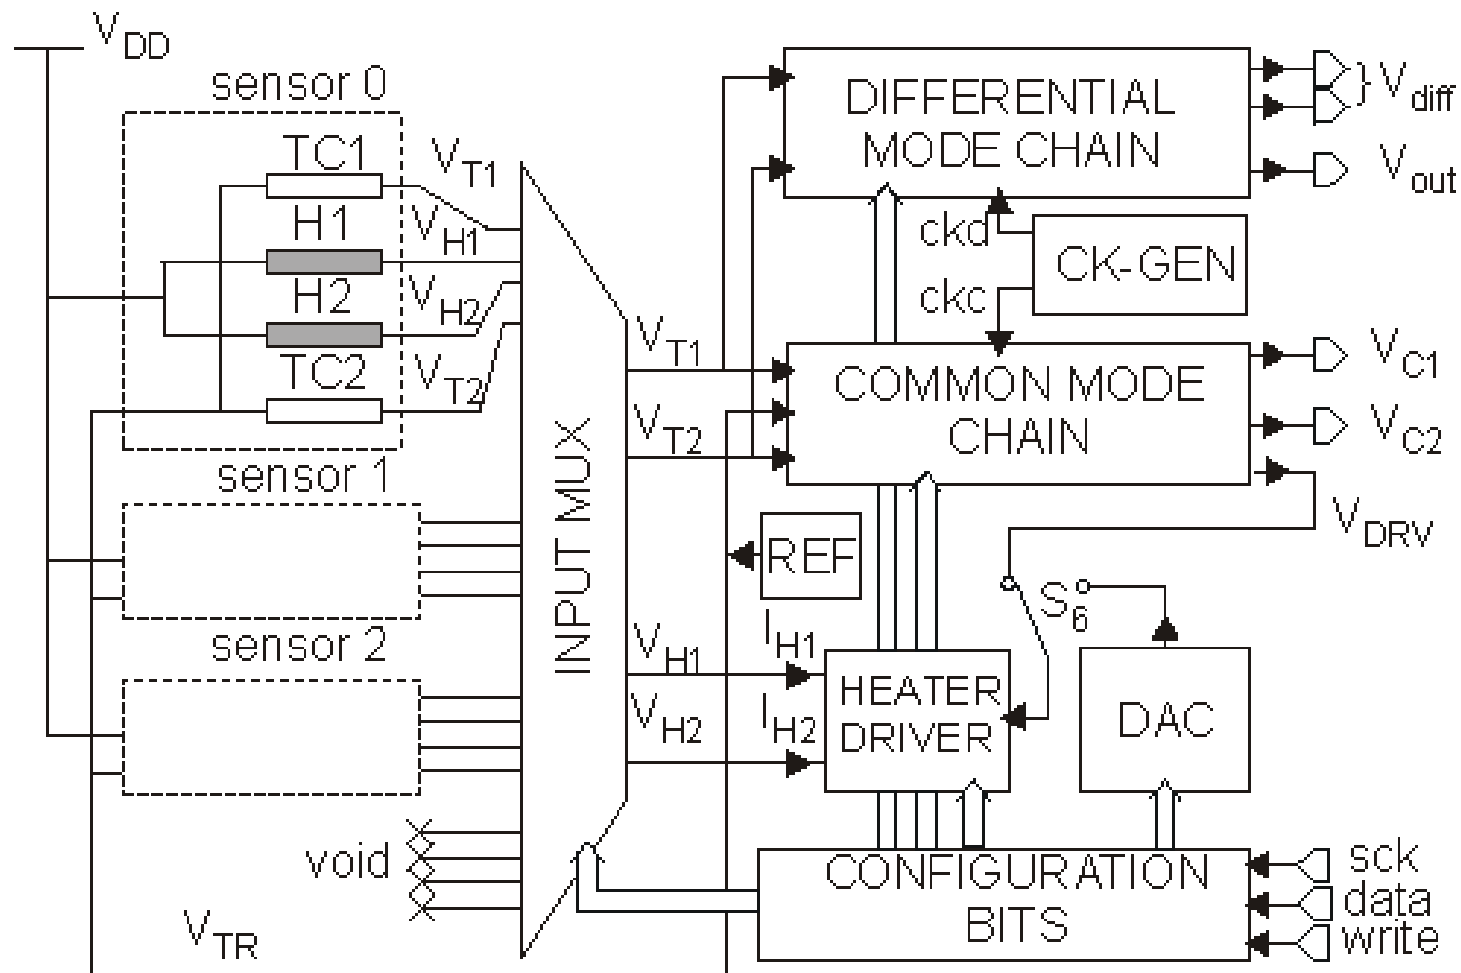 VDD
sensor 0
TC1
VT1
H1
VH1
H2
VH2
TC2
VT2
sensor 1
sensor 2
void
VTR
INPUT MUX
VT1
VT2
VH1
VH2
IH1
IH2
DIFFERENTIAL
MODE CHAIN
} Vdiff
Vout
ckd
CK-GEN
ckc
COMMON MODE
CHAIN
VC1
VC2
VDRV
REF
S6
HEATER
DRIVER
DAC
CONFIGURATION
BITS
sck
data
write